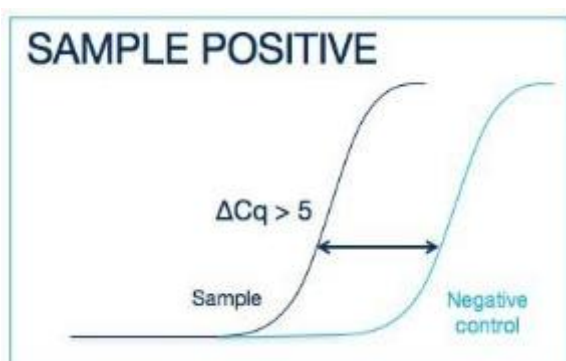 SAMPLE POSITIVE
ΔCq > 5
Sample
Negative
control